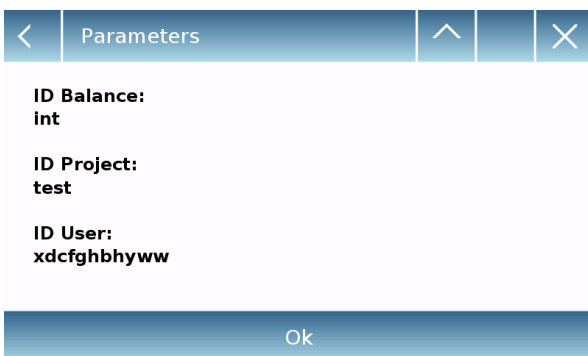 Parameters
ID Balance:
int
ID Project:
test
ID User:
xdcfghbhyww
Ok